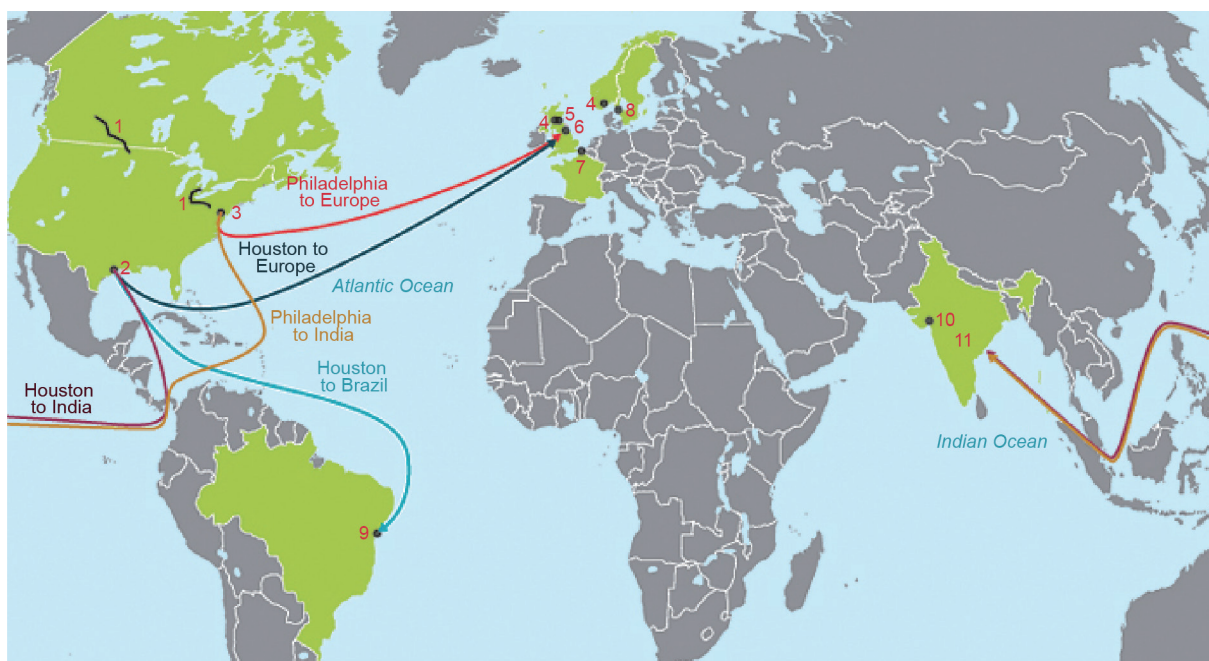 1
4
5
8
4
6
7
1
3
Philadelphia
to Europe
2
Houston to
Europe
Atlantic Ocean
Philadelphia
to India
10
11
Houston
to Brazil
Houston
to India
Indian Ocean
9